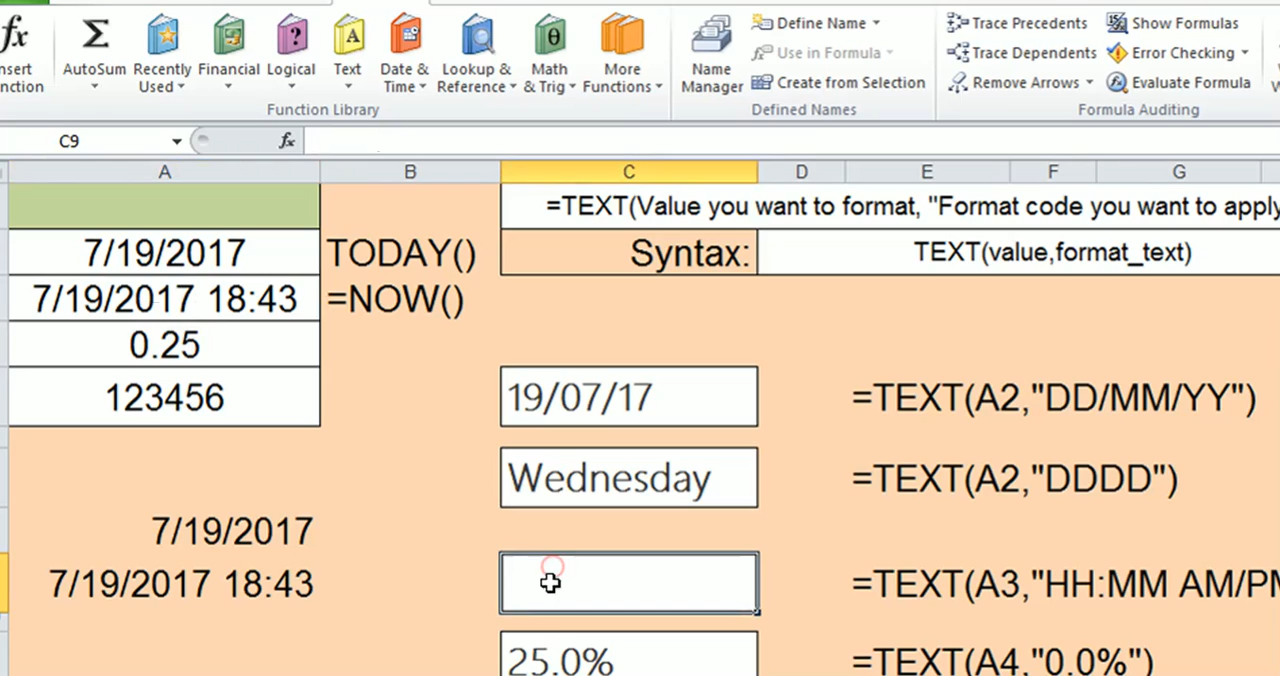 fx Σ A θ
nsert AutoSum Recently Financial Logical Text Date & Lookup & Math More Name
nction Used Time Reference & Trig Functions Manager
Define Name
Use in Formula
Create from Selection
Trace Precedents Show Formulas
Trace Dependents Error Checking
Remove Arrows Evaluate Formula
Function Library Defined Names Formula Auditing
C9 fx
A B C D E F G
=TEXT(Value you want to format, "Format code you want to apply
7/19/2017 TODAY() Syntax: TEXT(value,format_text)
7/19/2017 18:43 =NOW()
0.25
123456 19/07/17 =TEXT(A2,"DD/MM/YY")
Wednesday =TEXT(A2,"DDDD")
7/19/2017
7/19/2017 18:43 =TEXT(A3,"HH:MM AM/PM
25.0% =TEXT(A4,"0.0%")